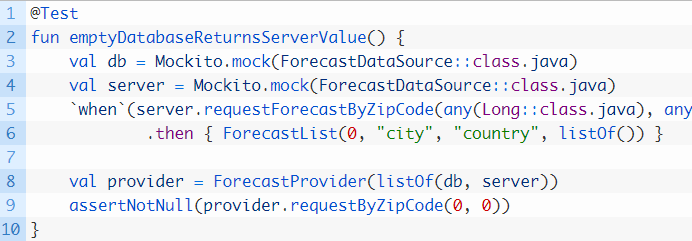 1 @Test
2 fun emptyDatabaseReturnsServerValue() {
3 val db = Mockito.mock(ForecastDataSource::class.java)
4 val server = Mockito.mock(ForecastDataSource::class.java)
5 `when`(server.requestForecastByZipCode(any(Long::class.java), any
6 .then { ForecastList(0, "city", "country", listOf()) }
7
8 val provider = ForecastProvider(listOf(db, server))
9 assertNotNull(provider.requestByZipCode(0, 0))
10 }